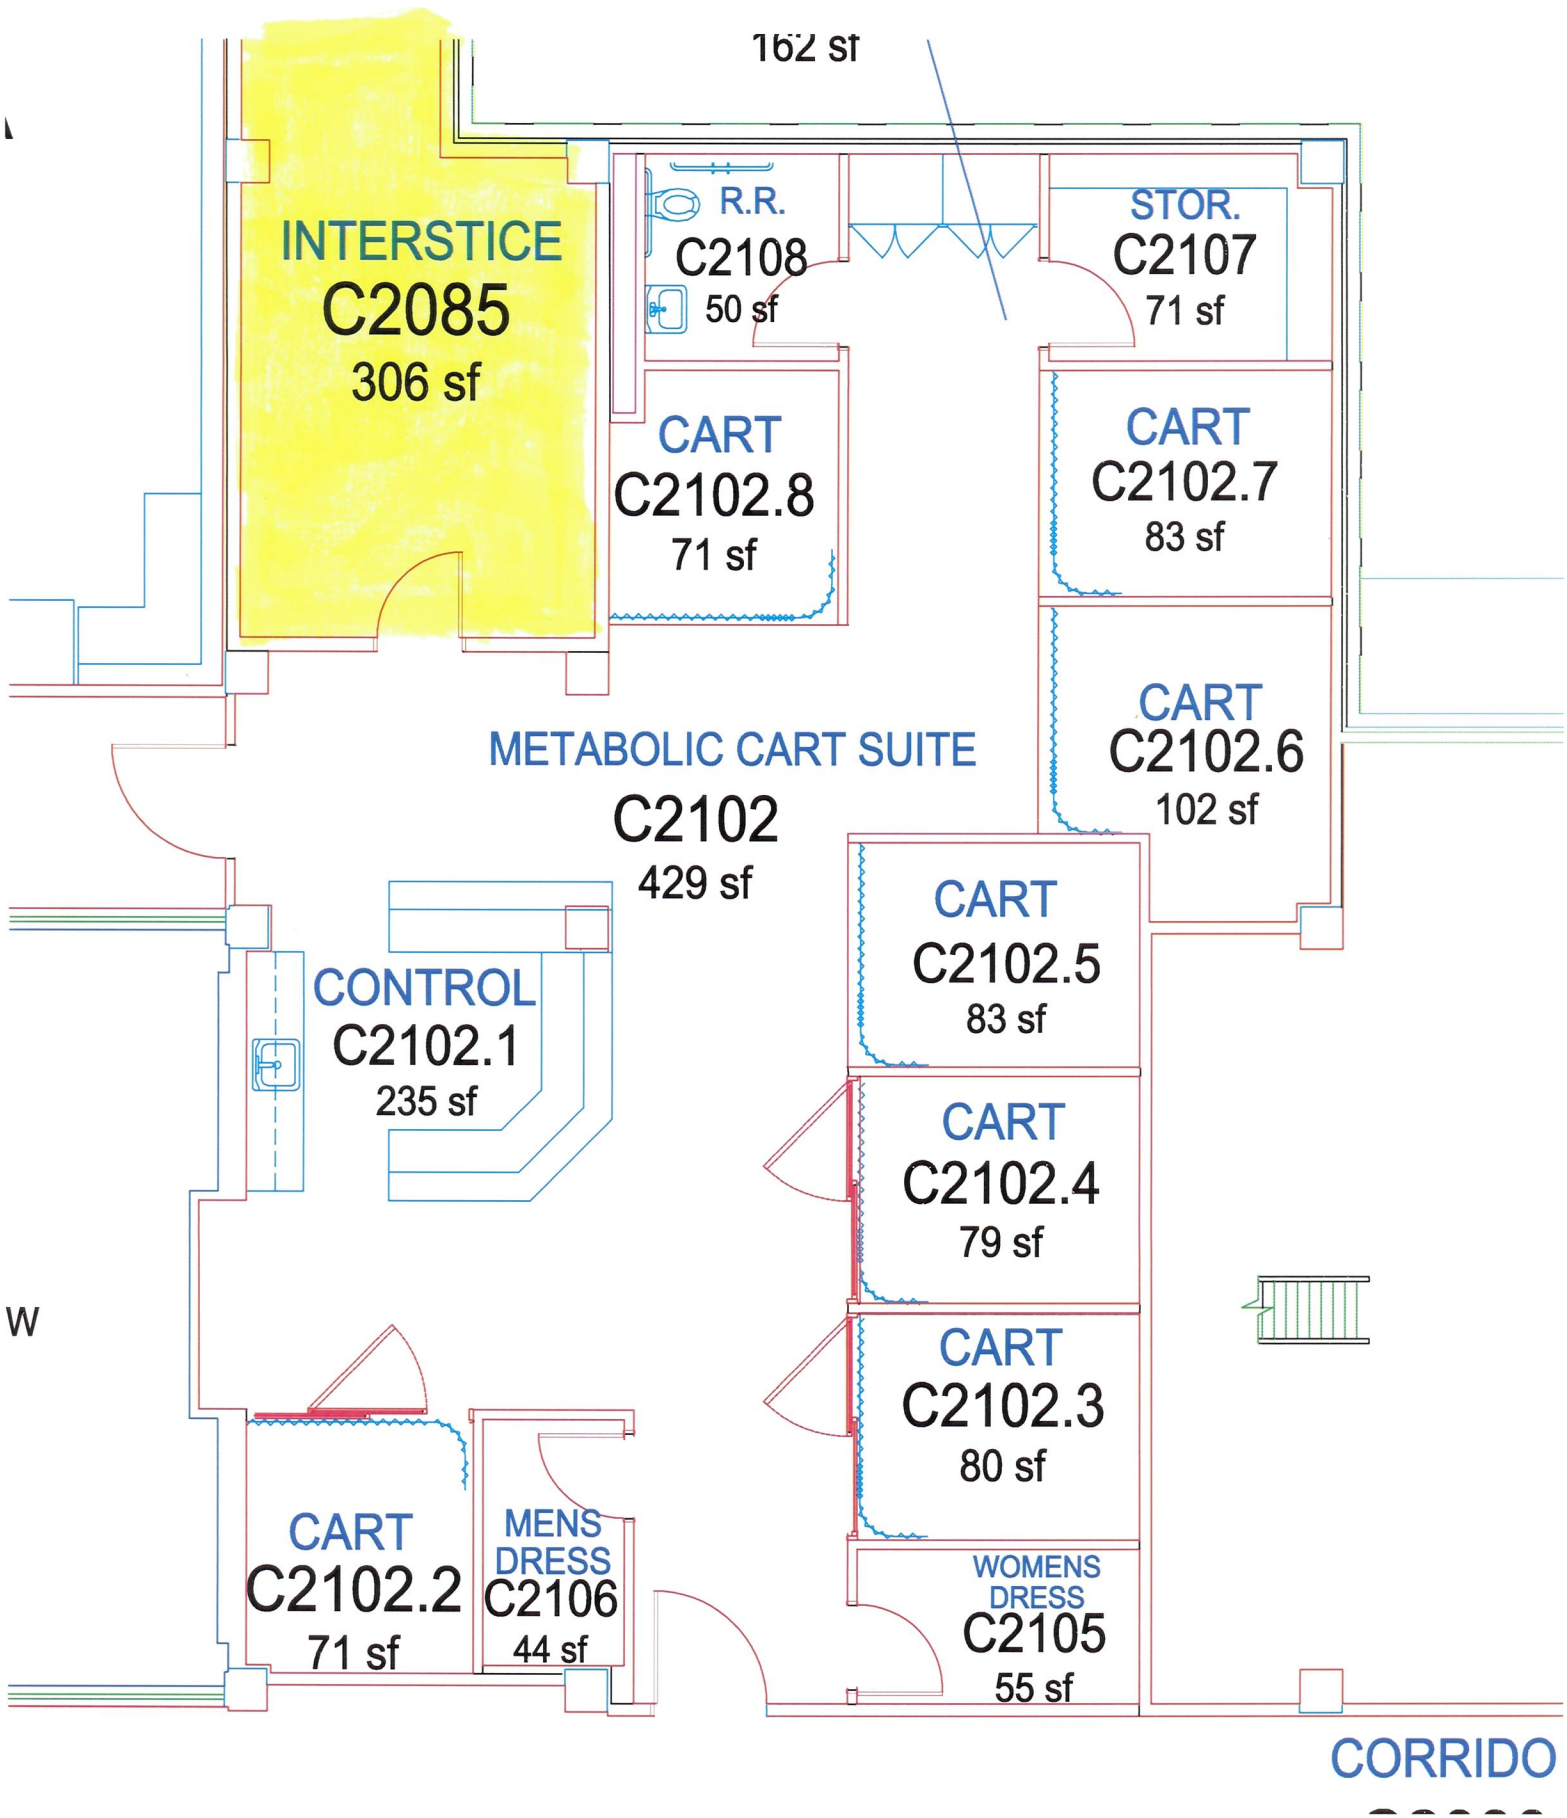 162 sf
INTERSTICE
C2085
306 sf
R.R.
C2108
50 sf
STOR.
C2107
71 sf
CART
C2102.8
71 sf
CART
C2102.7
83 sf
CART
C2102.6
102 sf
METABOLIC CART SUITE
C2102
429 sf
CART
C2102.5
83 sf
CONTROL
C2102.1
235 sf
CART
C2102.4
79 sf
W
CART
C2102.3
80 sf
CART
C2102.2
71 sf
MENS
DRESS
C2106
44 sf
WOMENS
DRESS
C2105
55 sf
CORRIDO